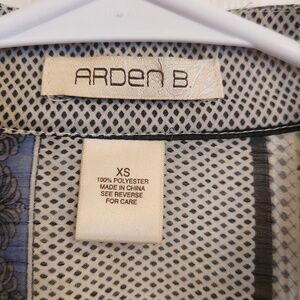 ARDEN B.
XS
100% POLYESTER
MADE IN CHINA
SEE REVERSE
FOR CARE